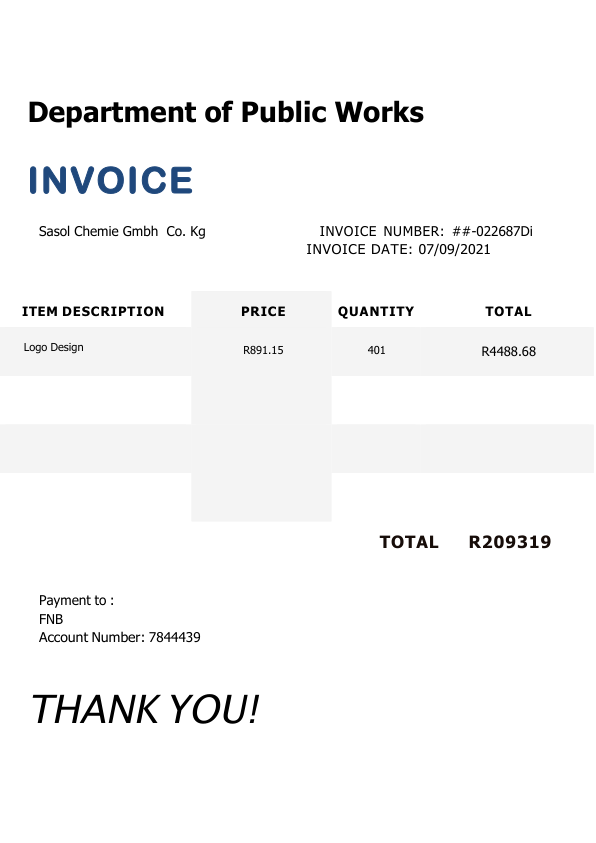 Department of Public Works
INVOICE
Sasol Chemie Gmbh  Co. Kg
INVOICE NUMBER: ##-022687Di
INVOICE DATE: 07/09/2021
ITEM DESCRIPTION PRICE QUANTITY TOTAL
Logo Design R891.15 401 R4488.68
TOTAL R209319
Payment to :
FNB
Account Number: 7844439
THANK YOU!